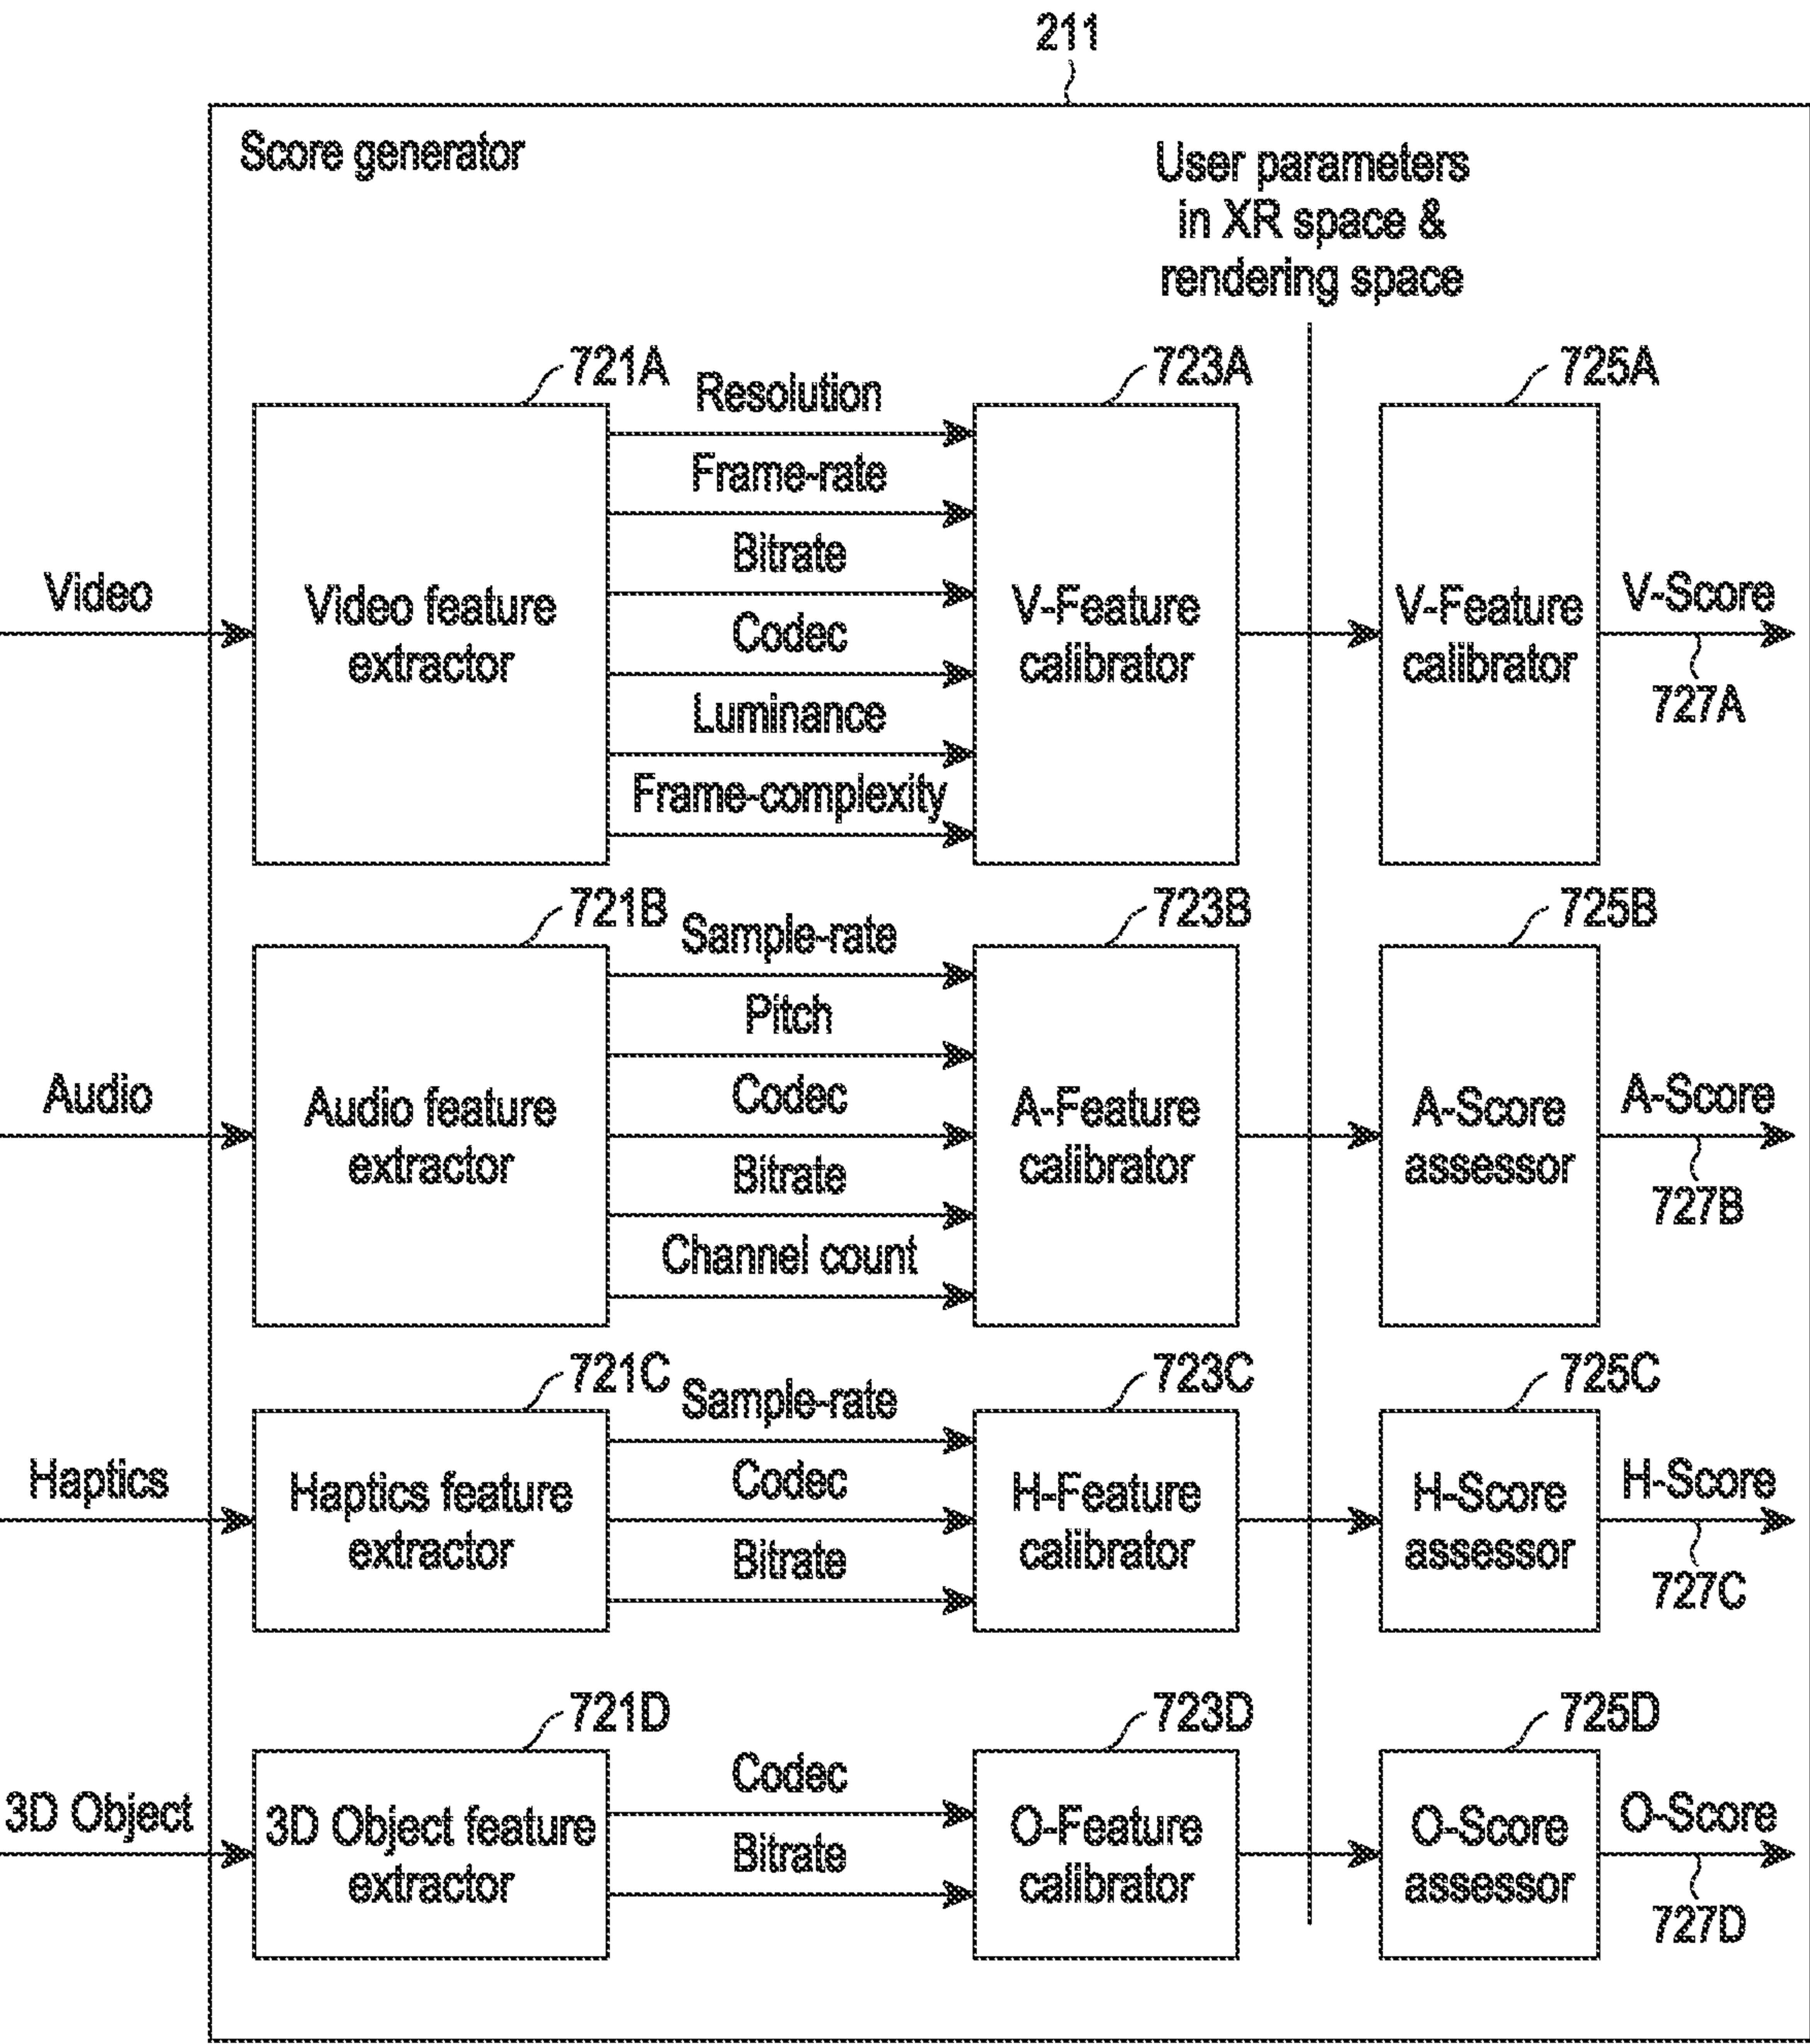 211
Score generator
User parameters
in XR space &
rendering space
721A
Resolution
723A
725A
Frame-rate
Bitrate
Video
Video feature
extractor
Codec
V-Feature
calibrator
V-Feature
calibrator
V-Score
727A
Luminance
Frame-complexity
721B
Sample-rate
723B
725B
Pitch
Audio
Audio feature
extractor
Codec
A-Feature
calibrator
A-Score
assessor
A-Score
727B
Bitrate
Channel count
721C
Sample-rate
723C
725C
Haptics
Haptics feature
extractor
Codec
H-Feature
calibrator
H-Score
assessor
H-Score
727C
Bitrate
721D
723D
725D
3D Object
3D Object feature
extractor
Codec
Bitrate
O-Feature
calibrator
O-Score
assessor
O-Score
727D